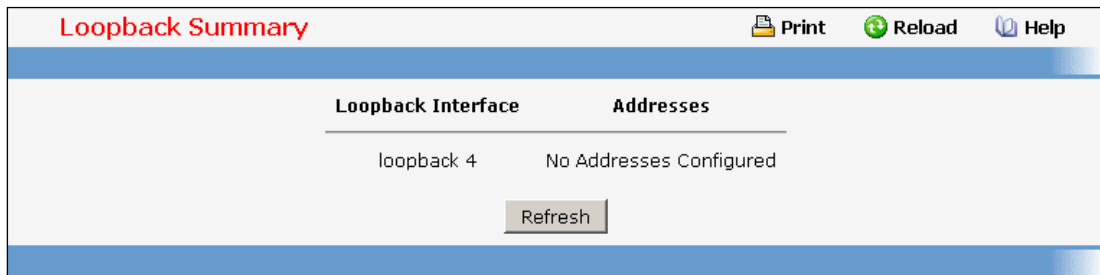 Loopback Summary Print Reload Help
Loopback Interface Addresses
loopback 4 No Addresses Configured
Refresh